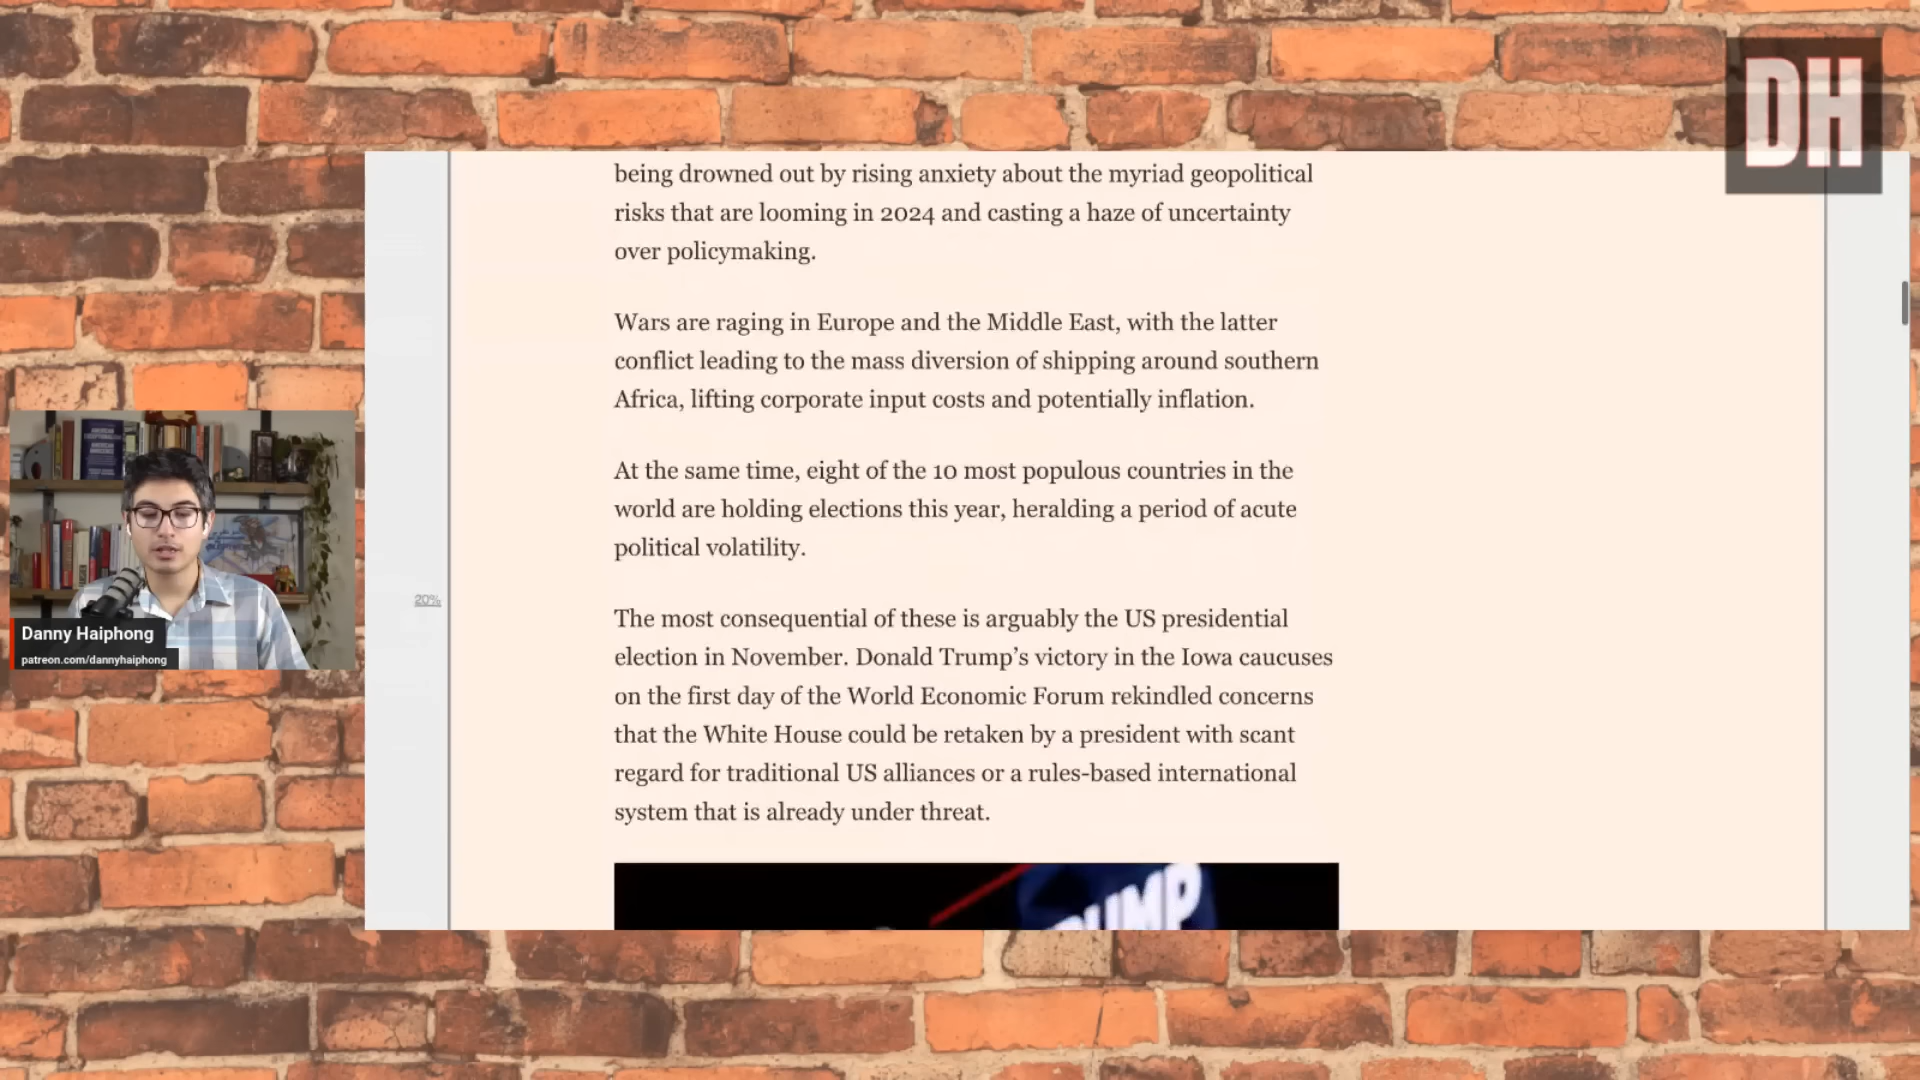 DH
being drowned out by rising anxiety about the myriad geopolitical
risks that are looming in 2024 and casting a haze of uncertainty
over policymaking.
Wars are raging in Europe and the Middle East, with the latter
conflict leading to the mass diversion of shipping around southern
Africa, lifting corporate input costs and potentially inflation.
At the same time, eight of the 10 most populous countries in the
world are holding elections this year, heralding a period of acute
political volatility.
20%
The most consequential of these is arguably the US presidential
election in November. Donald Trump's victory in the Iowa caucuses
on the first day of the World Economic Forum rekindled concerns
that the White House could be retaken by a president with scant
regard for traditional US alliances or a rules-based international
system that is already under threat.
Danny Haiphong
patreon.com/dannyhaiphong